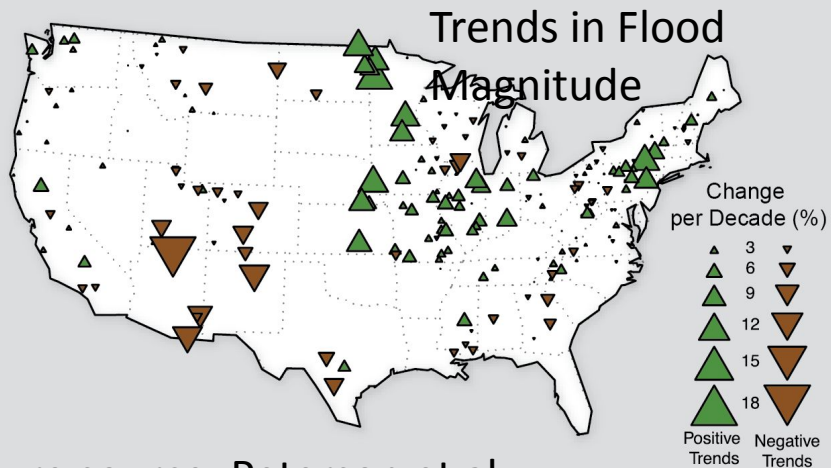 Trends in Flood
Magnitude
Change
per Decade (%)
3
6
9
12
15
18
Positive
Trends
Negative
Trends